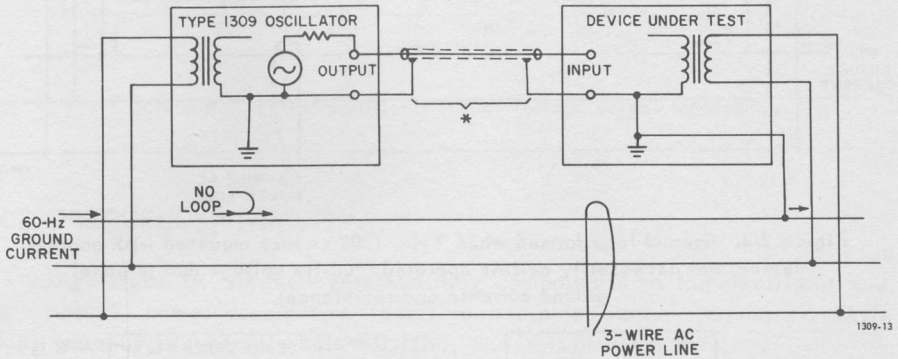 TYPE 1309 OSCILLATOR
OUTPUT
*
DEVICE UNDER TEST
INPUT
NO
LOOP
60-Hz
GROUND
CURRENT
3-WIRE AC
POWER LINE
1309-13